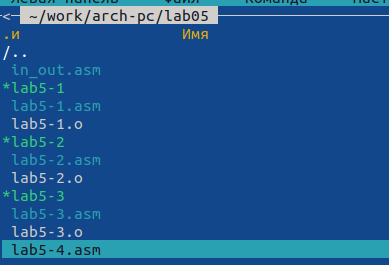 Левая панель Файл Команда Наст
<─ ~/work/arch-pc/lab05
.и Имя
/..
in_out.asm
*lab5-1
lab5-1.asm
lab5-1.o
*lab5-2
lab5-2.asm
lab5-2.o
*lab5-3
lab5-3.asm
lab5-3.o
lab5-4.asm